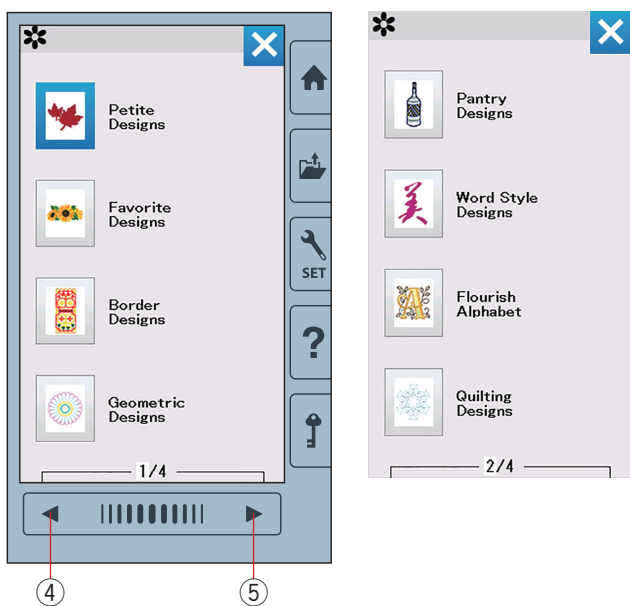 Petite
Designs
Favorite
Designs
Border
Designs
Geometric
Designs
1/4
SET
?
④
⑤
Pantry
Designs
Word Style
Designs
美
Flourish
Alphabet
A
Quilting
Designs
2/4